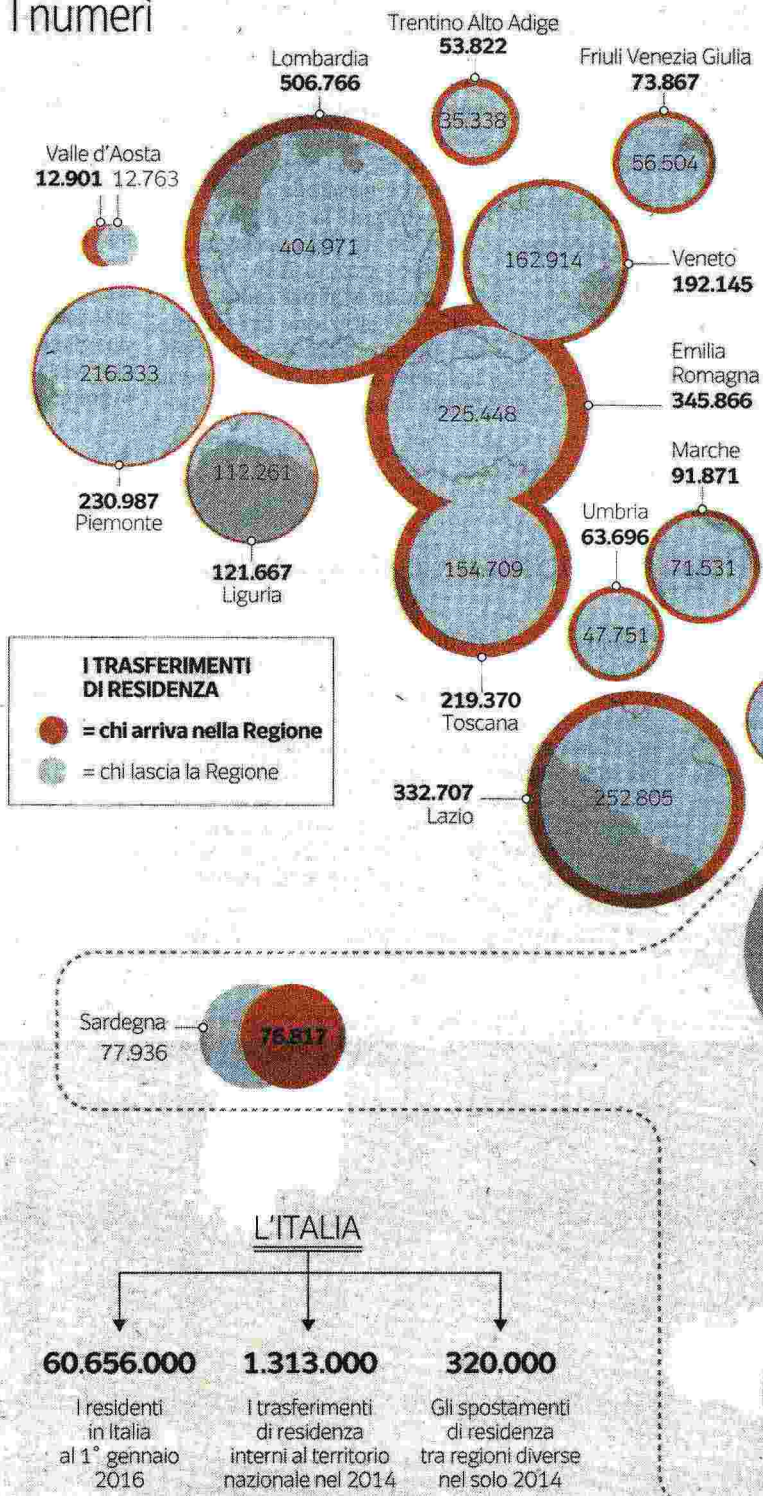 I numeri
Trentino Alto Adige
53.822
35.338
Lombardia
506.766
404.971
Friuli Venezia Giulia
73.867
56.504
Valle d'Aosta
12.901 12.763
162.914
Veneto
192.145
216.333
230.987
Piemonte
225.448
Emilia
Romagna
345.866
112.261
121.667
Liguria
Marche
91.871
71.531
Umbria
63.696
47.751
154.709
219.370
Toscana
I TRASFERIMENTI
DI RESIDENZA
= chi arriva nella Regione
= chi lascia la Regione
332.707
Lazio
252.805
Sardegna
77.936
76.817
L'ITALIA
60.656.000
I residenti
in Italia
al 1° gennaio
2016
1.313.000
I trasferimenti
di residenza
interni al territorio
nazionale nel 2014
320.000
Gli spostamenti
di residenza
tra regioni diverse
nel solo 2014